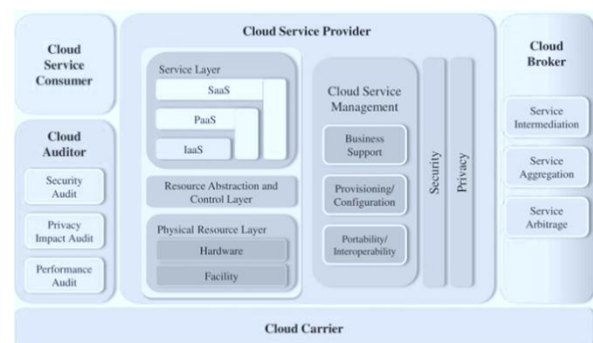 Cloud
Service
Consumer
Cloud
Auditor
Security
Audit
Privacy
Impact Audit
Performance
Audit
Cloud Service Provider
Service Layer
SaaS
PaaS
IaaS
Resource Abstraction and
Control Layer
Physical Resource Layer
Hardware
Facility
Cloud Service
Management
Business
Support
Provisioning/
Configuration
Portability/
Interoperability
Security
Privacy
Cloud
Broker
Service
Intermediation
Service
Aggregation
Service
Arbitrage
Cloud Carrier